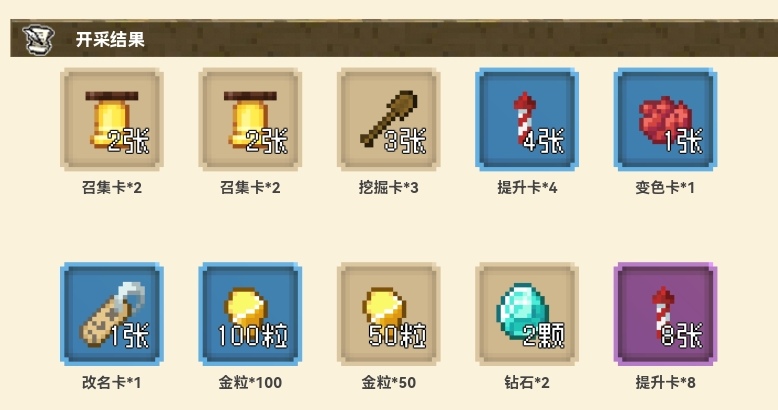 开采结果
2张 2张 3张 4张 1张
召集卡*2 召集卡*2 挖掘卡*3 提升卡*4 变色卡*1
1张 100粒 50粒 2颗 8张
改名卡*1 金粒*100 金粒*50 钻石*2 提升卡*8